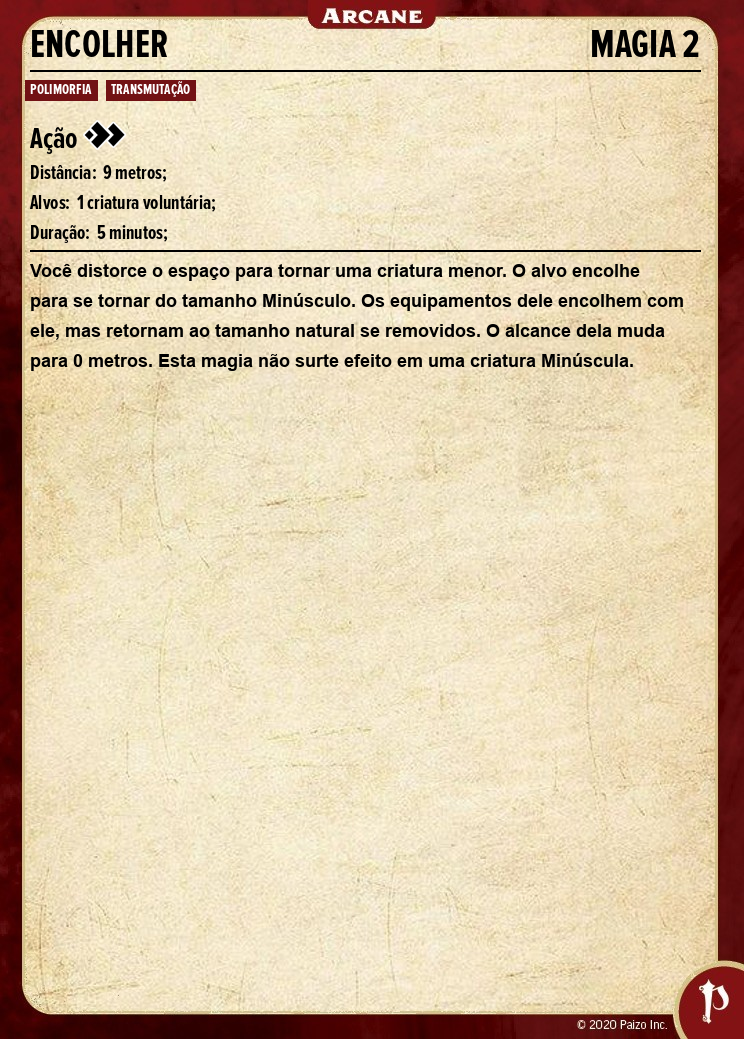 ARCANE
ENCOLHER MAGIA 2
POLIMORFIA TRANSMUTAÇÃO
Ação
Distância: 9 metros;
Alvos: 1 criatura voluntária;
Duração: 5 minutos;
Você distorce o espaço para tornar uma criatura menor. O alvo encolhe
para se tornar do tamanho Minúsculo. Os equipamentos dele encolhem com
ele, mas retornam ao tamanho natural se removidos. O alcance dela muda
para 0 metros. Esta magia não surte efeito em uma criatura Minúscula.
© 2020 Paizo Inc.
P